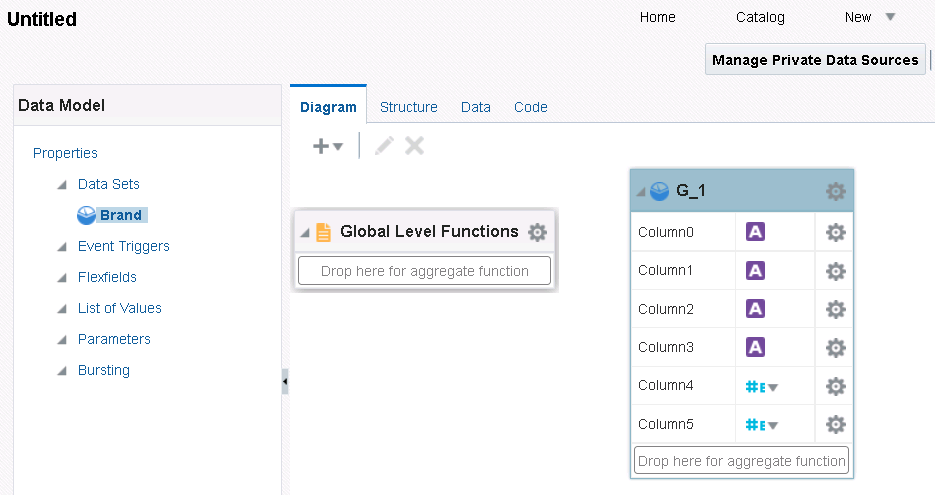 Untitled
Home Catalog New
Manage Private Data Sources
Data Model
Properties
Data Sets
Brand
Event Triggers
Flexfields
List of Values
Parameters
Bursting
Diagram Structure Data Code
Global Level Functions
Drop here for aggregate function
G_1
Column0 A
Column1 A
Column2 A
Column3 A
Column4 #E
Column5 #E
Drop here for aggregate function